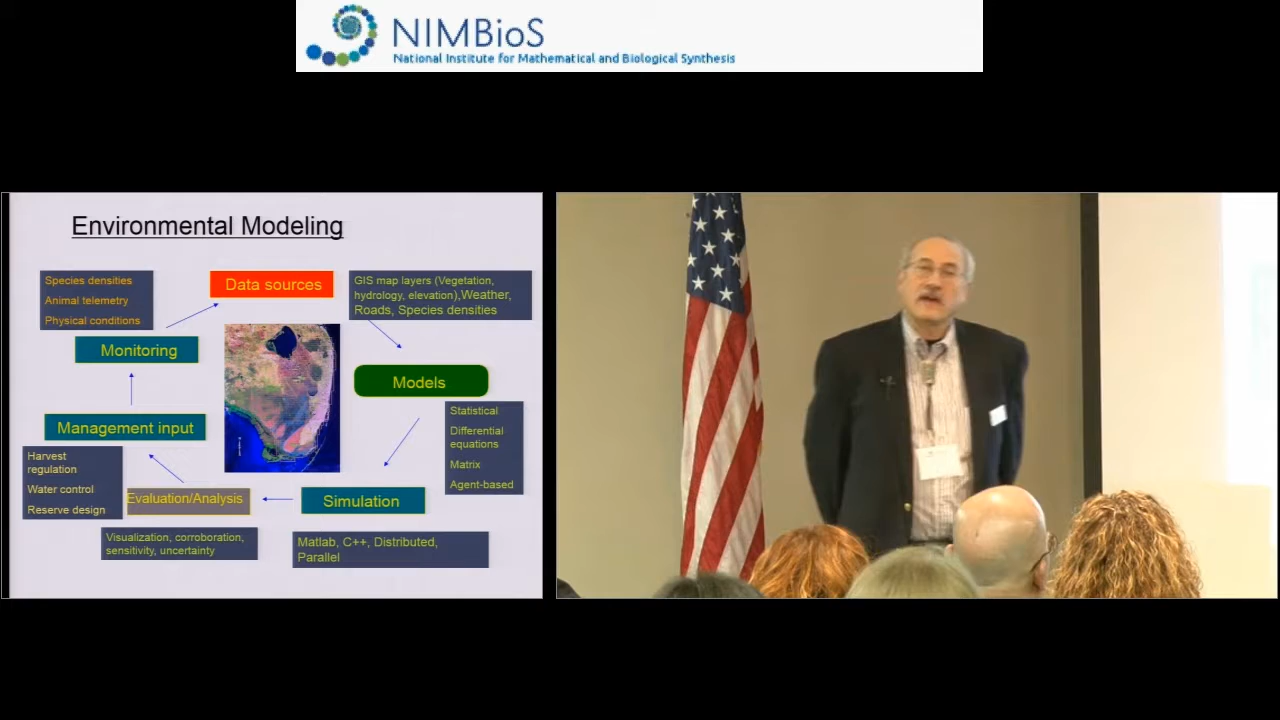 NIMBioS
National Institute for Mathematical and Biological Synthesis
Environmental Modeling
Species densities
Animal telemetry
Physical conditions
Data sources
GIS map layers (Vegetation,
hydrology, elevation),Weather,
Roads, Species densities
Monitoring
Models
Statistical
Differential
equations
Matrix
Agent-based
Management input
Harvest
regulation
Water control
Reserve design
Evaluation/Analysis
Simulation
Visualization, corroboration,
sensitivity, uncertainty
Matlab, C++, Distributed,
Parallel